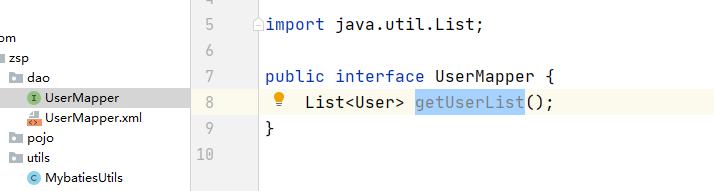 om
zsp
dao
UserMapper
UserMapper.xml
pojo
utils
MybatiesUtils
5 import java.util.List;
6
7 public interface UserMapper {
8 List<User> getUserList();
9 }
10